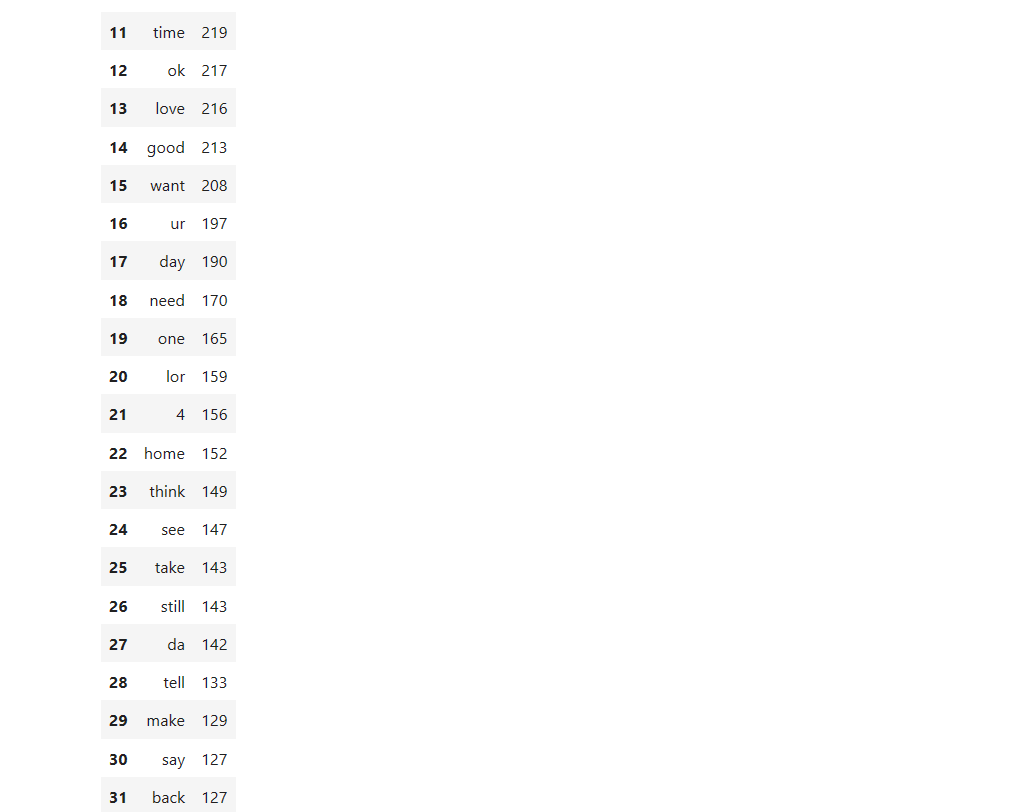 11 time 219
12 ok 217
13 love 216
14 good 213
15 want 208
16 ur 197
17 day 190
18 need 170
19 one 165
20 lor 159
21 4 156
22 home 152
23 think 149
24 see 147
25 take 143
26 still 143
27 da 142
28 tell 133
29 make 129
30 say 127
31 back 127